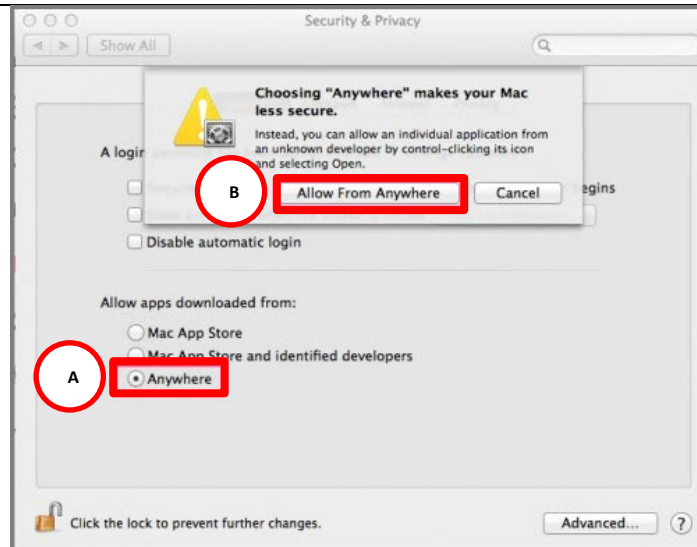 Security & Privacy
Show All
Choosing "Anywhere" makes your Mac
less secure.
Instead, you can allow an individual application from
an unknown developer by control-clicking its icon
and selecting Open.
A login
B
Allow From Anywhere
Cancel
egins
Disable automatic login
Allow apps downloaded from:
Mac App Store
Mac App Store and identified developers
A
Anywhere
Click the lock to prevent further changes.
Advanced...
?